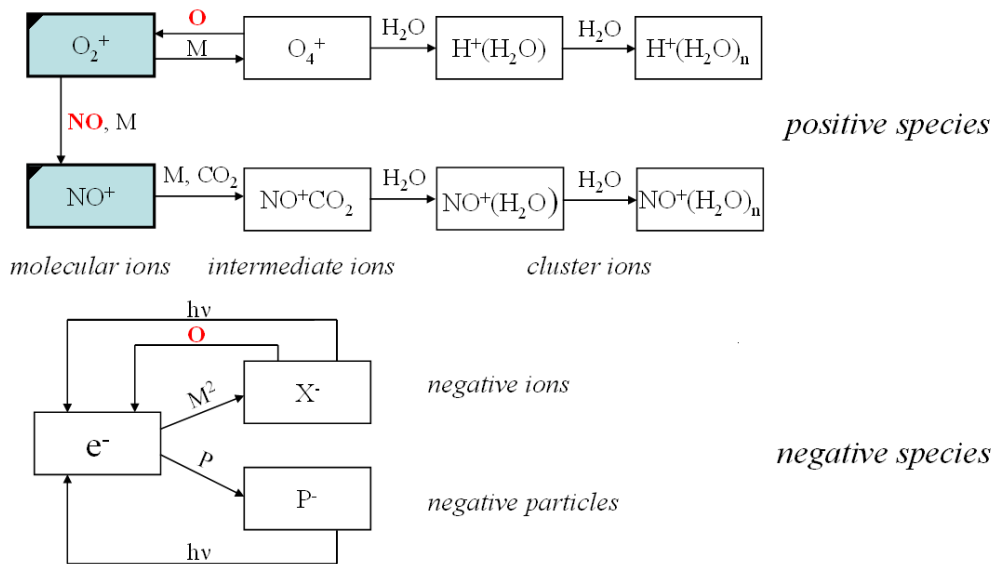 O
H₂O
H₂O
O₂⁺
M
O₄⁺
H⁺(H₂O)
H⁺(H₂O)ₙ
NO, M
positive species
M, CO₂
H₂O
H₂O
NO⁺
NO⁺CO₂
NO⁺(H₂O)
NO⁺(H₂O)ₙ
molecular ions
intermediate ions
cluster ions
hν
O
M²
X⁻
negative ions
e⁻
negative species
P
P⁻
negative particles
hν